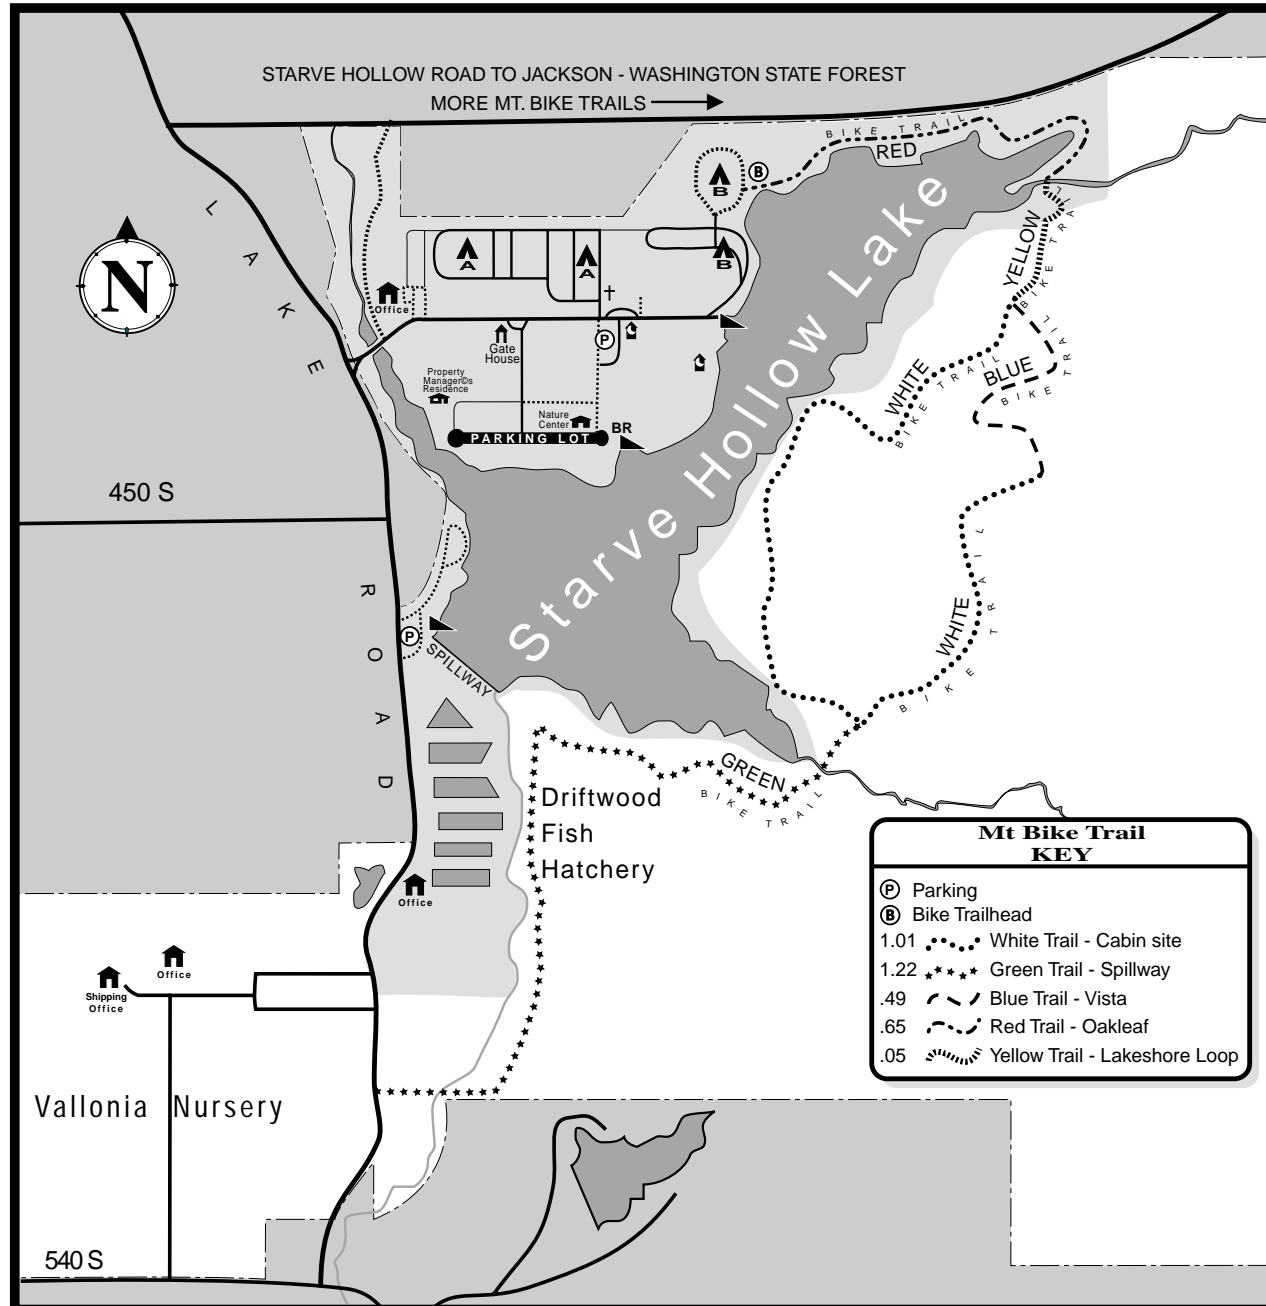 STARVE HOLLOW ROAD TO JACKSON - WASHINGTON STATE FOREST
MORE MT. BIKE TRAILS
BIKE TRAIL
RED
B
B
LAKE
N
A
A
B
YELLOW
BIKE TRAIL
BIKE TRAIL
Office
Gate
House
P
Property
Manager©s
Residence
Nature
Center
PARKING LOT
BR
Starve Hollow Lake
WHITE
BIKE TRAIL
BLUE
BIKE TRAIL
450 S
ROAD
P
SPILLWAY
WHITE
BIKE TRAIL
GREEN
BIKE TRAIL
Driftwood
Fish
Hatchery
Office
Office
Shipping
Office
Vallonia Nursery
540 S
Mt Bike Trail
KEY
P Parking
B Bike Trailhead
1.01 White Trail - Cabin site
1.22 Green Trail - Spillway
.49 Blue Trail - Vista
.65 Red Trail - Oakleaf
.05 Yellow Trail - Lakeshore Loop